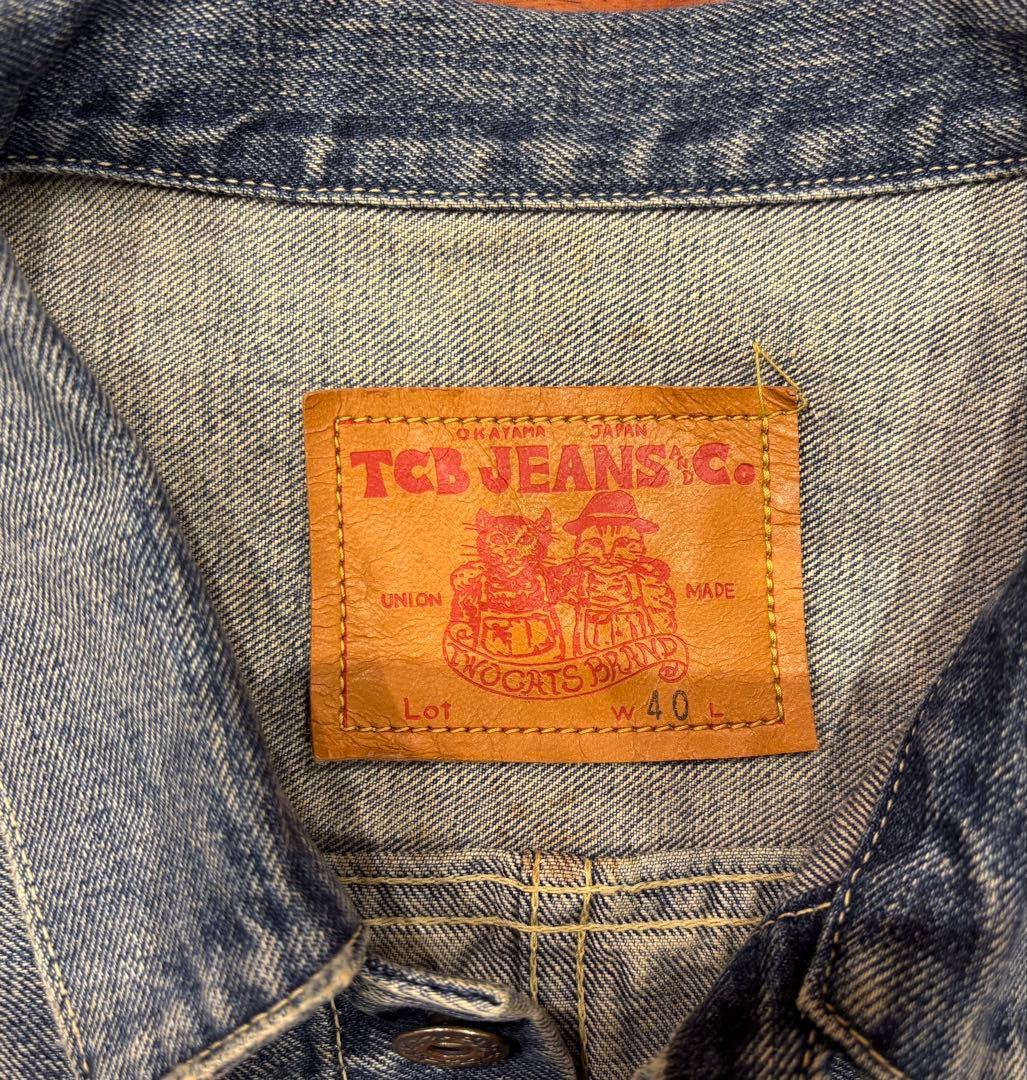 OKAYAMA JAPAN
TCB JEANS AND Co.
UNION MADE
TWO CATS BRAND
Lot W 40 L